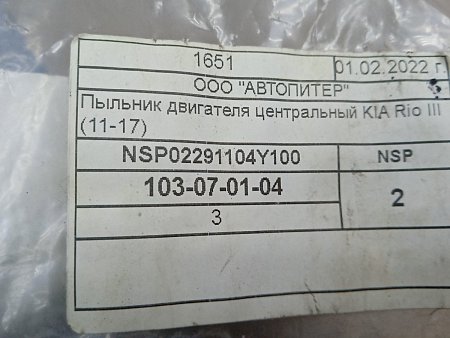 1651 01.02.2022 г
ООО "АВТОПИТЕР"
Пыльник двигателя центральный KIA Rio III
(11-17)
NSP02291104Y100 NSP
103-07-01-04 2
3